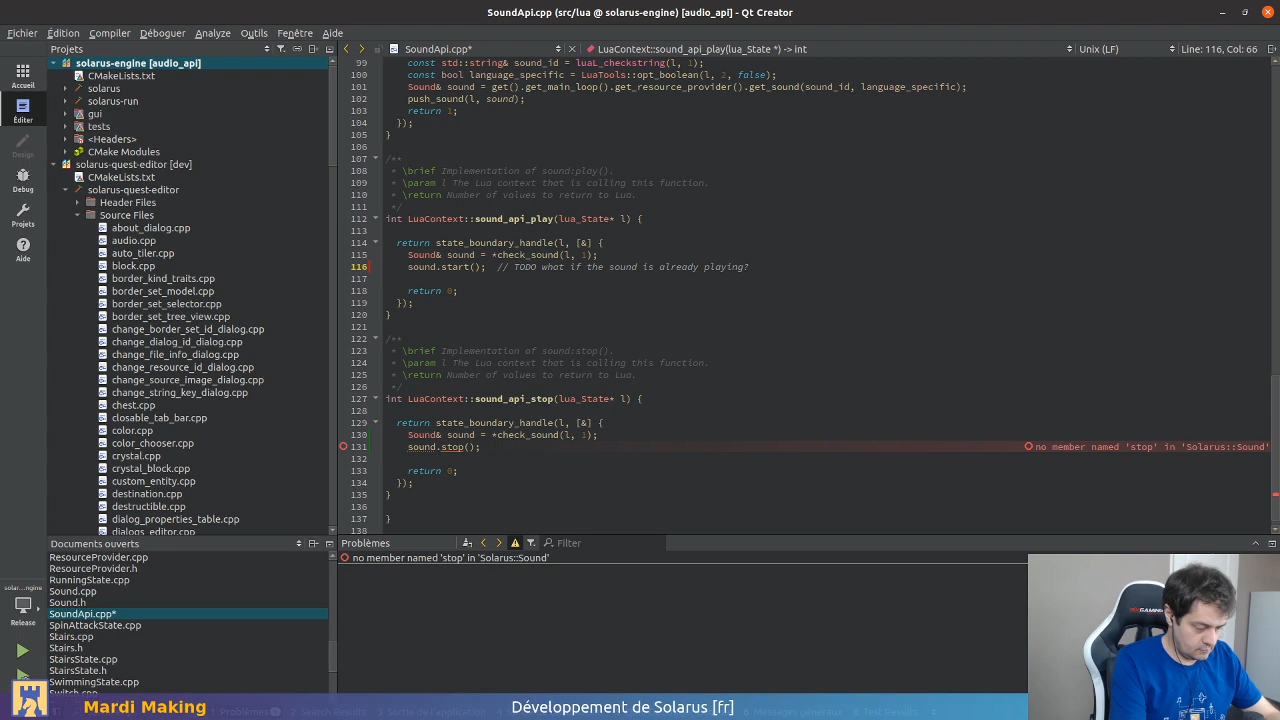 SoundApi.cpp (src/lua @ solarus-engine) [audio_api] - Qt Creator
Fichier Édition Compiler Déboguer Analyze Outils Fenêtre Aide
Projets
SoundApi.cpp*
LuaContext::sound_api_play(lua_State *) -> int
Unix (LF)
Line: 116, Col: 66
Accueil
Éditer
Design
Debug
Projets
Aide
solar...ngine
Release
solarus-engine [audio_api]
CMakeLists.txt
solarus
solarus-run
gui
tests
<Headers>
CMake Modules
solarus-quest-editor [dev]
CMakeLists.txt
solarus-quest-editor
Header Files
Source Files
about_dialog.cpp
audio.cpp
auto_tiler.cpp
block.cpp
border_kind_traits.cpp
border_set_model.cpp
border_set_selector.cpp
border_set_tree_view.cpp
change_border_set_id_dialog.cpp
change_dialog_id_dialog.cpp
change_file_info_dialog.cpp
change_resource_id_dialog.cpp
change_source_image_dialog.cpp
change_string_key_dialog.cpp
chest.cpp
closable_tab_bar.cpp
color.cpp
color_chooser.cpp
crystal.cpp
crystal_block.cpp
custom_entity.cpp
destination.cpp
destructible.cpp
dialog_properties_table.cpp
dialogs_editor.cpp
Documents ouverts
ResourceProvider.cpp
ResourceProvider.h
RunningState.cpp
Sound.cpp
Sound.h
SoundApi.cpp*
SpinAttackState.cpp
Stairs.cpp
Stairs.h
StairsState.cpp
StairsState.h
SwimmingState.cpp
Switch.cpp
99 const std::string& sound_id = luaL_checkstring(l, 1);
100 const bool language_specific = LuaTools::opt_boolean(l, 2, false);
101 Sound& sound = get().get_main_loop().get_resource_provider().get_sound(sound_id, language_specific);
102 push_sound(l, sound);
103 return 1;
104 });
105 }
106
107 /**
108 * \brief Implementation of sound:play().
109 * \param l The Lua context that is calling this function.
110 * \return Number of values to return to Lua.
111 */
112 int LuaContext::sound_api_play(lua_State* l) {
113
114 return state_boundary_handle(l, [&] {
115 Sound& sound = *check_sound(l, 1);
116 sound.start(); // TODO what if the sound is already playing?
117
118 return 0;
119 });
120 }
121
122 /**
123 * \brief Implementation of sound:stop().
124 * \param l The Lua context that is calling this function.
125 * \return Number of values to return to Lua.
126 */
127 int LuaContext::sound_api_stop(lua_State* l) {
128
129 return state_boundary_handle(l, [&] {
130 Sound& sound = *check_sound(l, 1);
131 sound.stop(); no member named 'stop' in 'Solarus::Sound'
132
133 return 0;
134 });
135 }
136
137 }
138
Problèmes
Filter
no member named 'stop' in 'Solarus::Sound'
Mardi Making
Développement de Solarus [fr]